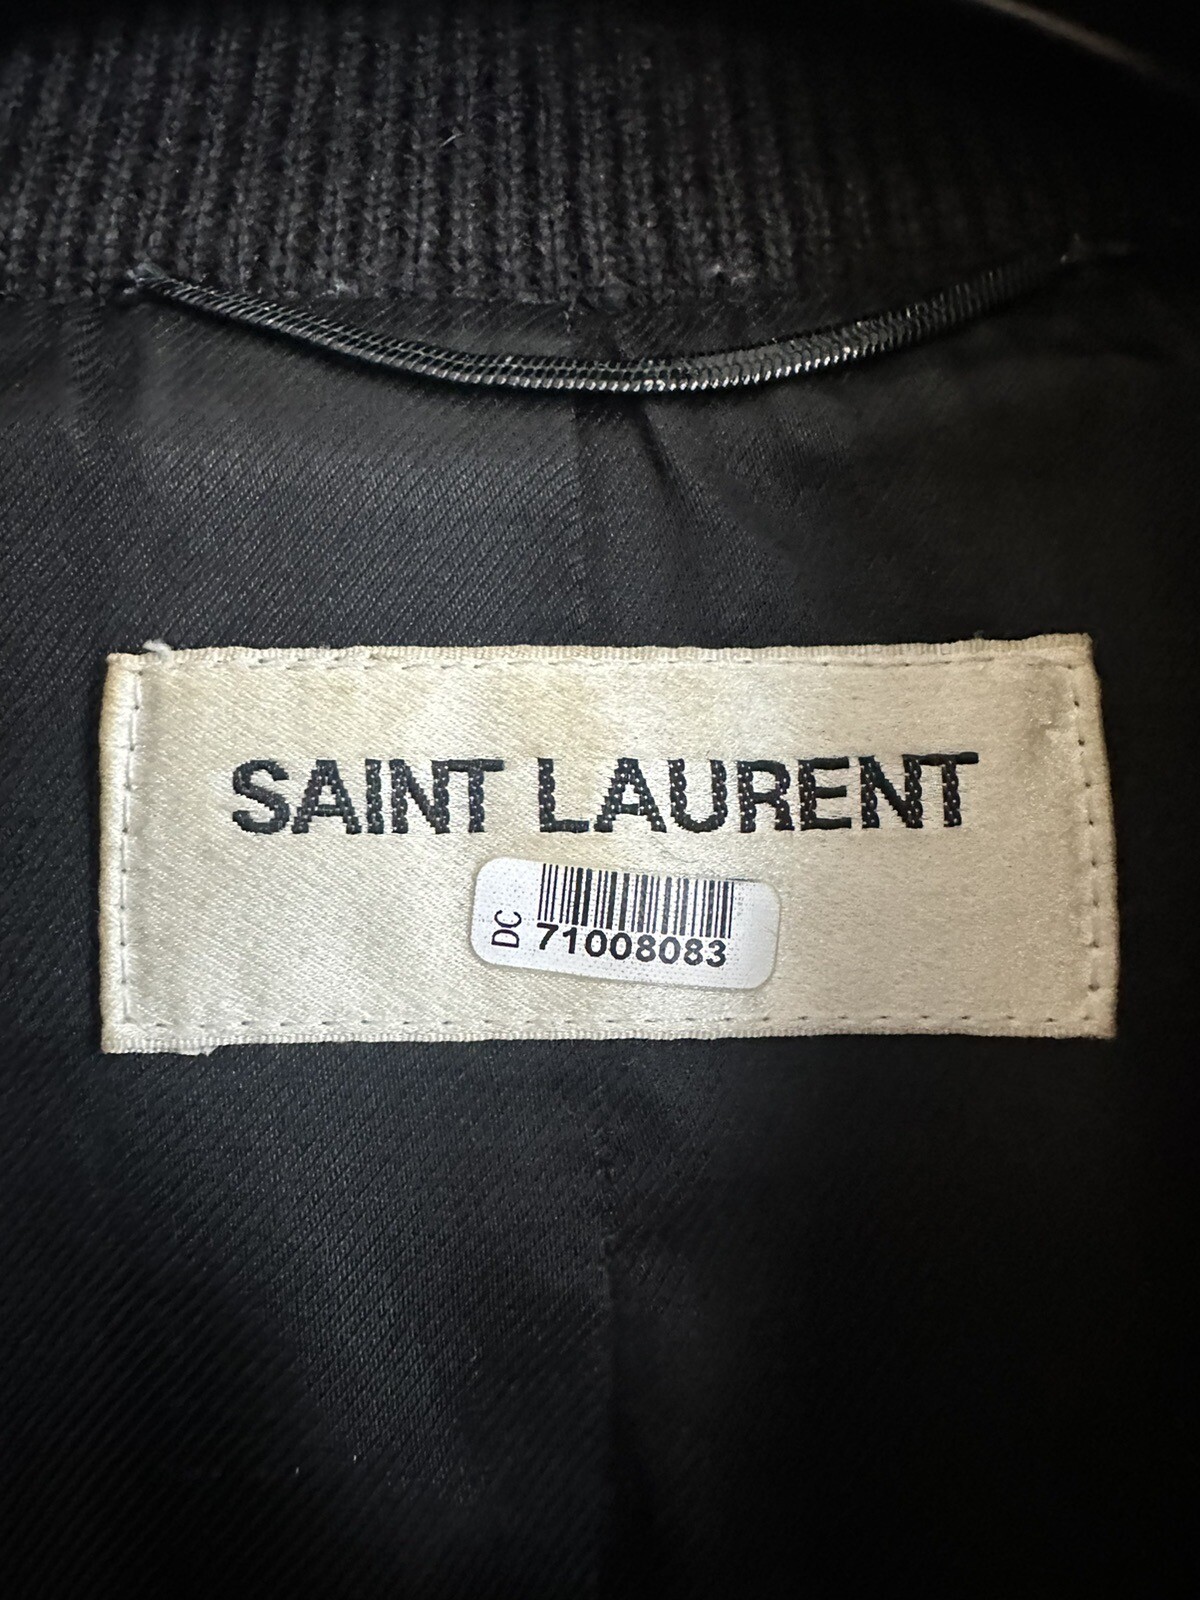 SAINT LAURENT
DC
71008083